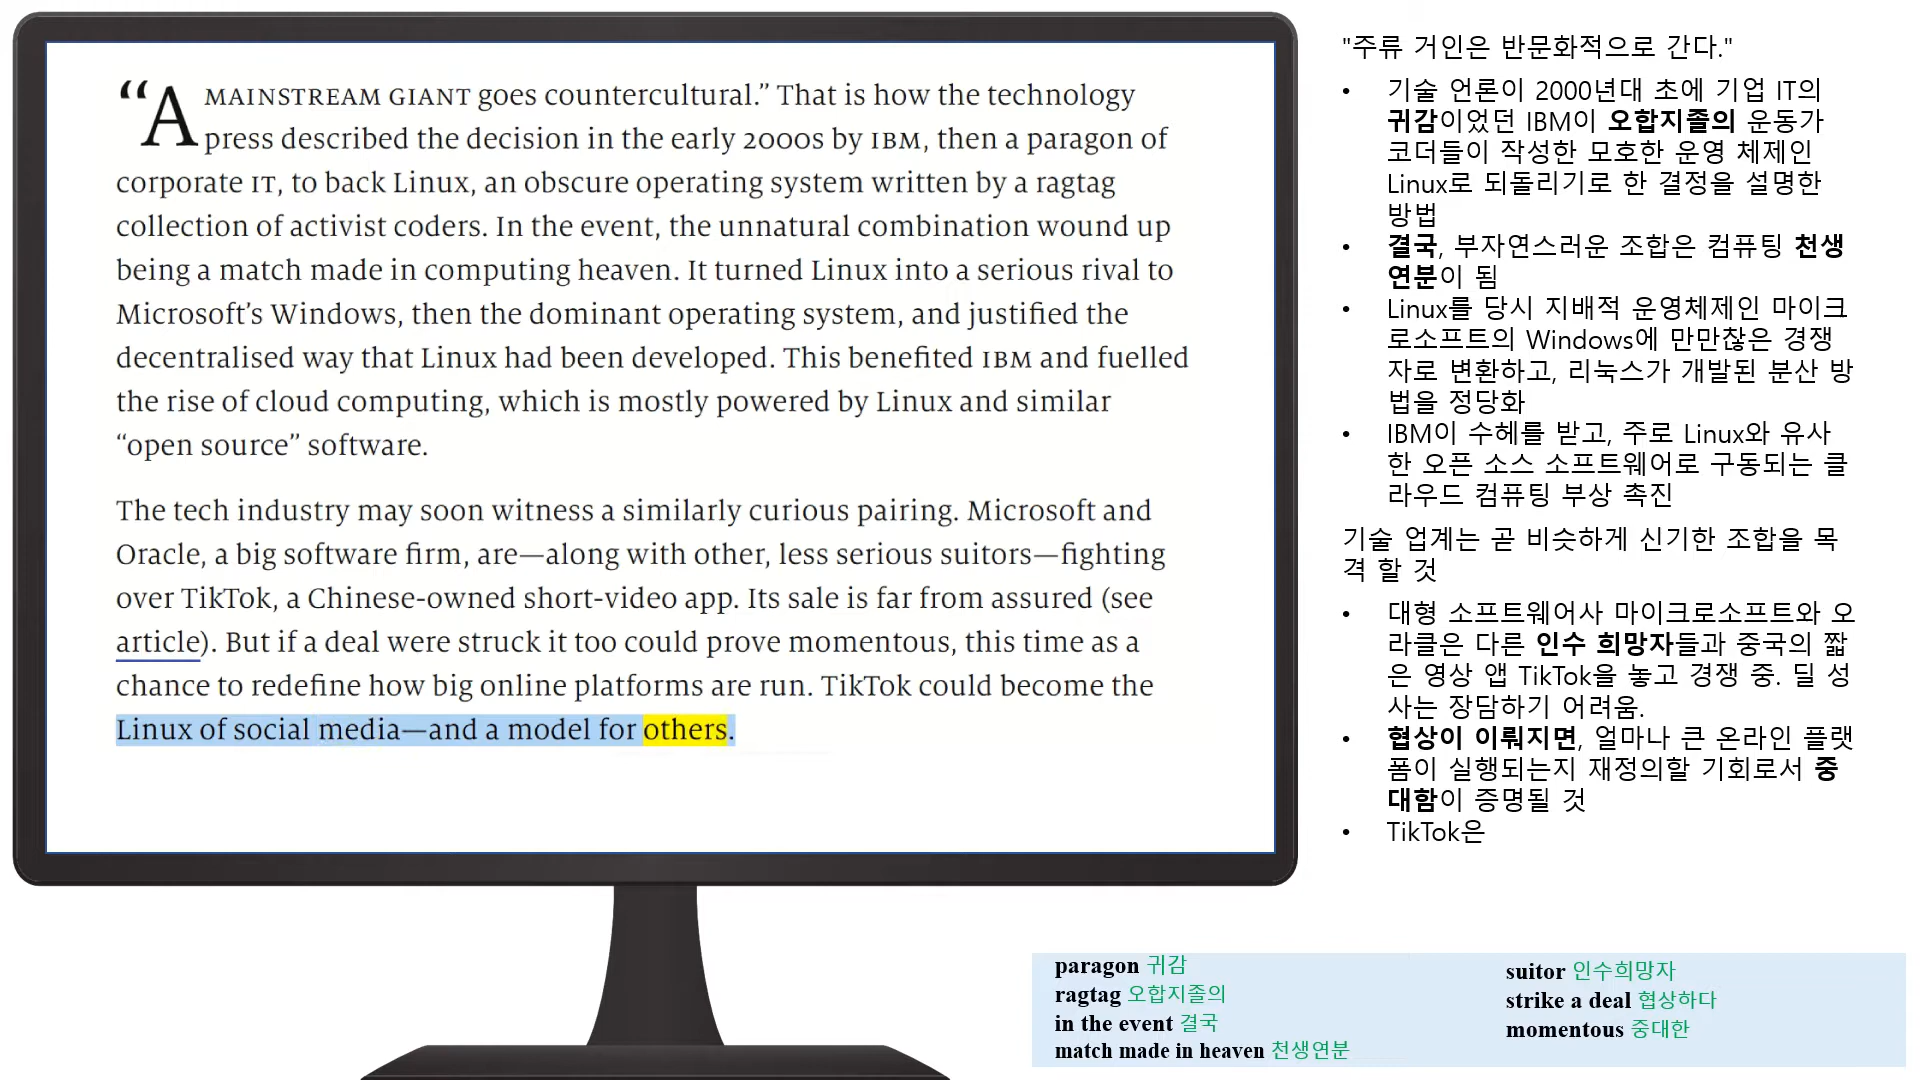 “A MAINSTREAM GIANT goes countercultural.” That is how the technology
press described the decision in the early 2000s by IBM, then a paragon of
corporate IT, to back Linux, an obscure operating system written by a ragtag
collection of activist coders. In the event, the unnatural combination wound up
being a match made in computing heaven. It turned Linux into a serious rival to
Microsoft’s Windows, then the dominant operating system, and justified the
decentralised way that Linux had been developed. This benefited IBM and fuelled
the rise of cloud computing, which is mostly powered by Linux and similar
“open source” software.
The tech industry may soon witness a similarly curious pairing. Microsoft and
Oracle, a big software firm, are—along with other, less serious suitors—fighting
over TikTok, a Chinese-owned short-video app. Its sale is far from assured (see
article). But if a deal were struck it too could prove momentous, this time as a
chance to redefine how big online platforms are run. TikTok could become the
Linux of social media—and a model for others.
"주류 거인은 반문화적으로 간다."
• 기술 언론이 2000년대 초에 기업 IT의
귀감이었던 IBM이 오합지졸의 운동가
코더들이 작성한 모호한 운영 체제인
Linux로 되돌리기로 한 결정을 설명한
방법
• 결국, 부자연스러운 조합은 컴퓨팅 천생
연분이 됨
• Linux를 당시 지배적 운영체제인 마이크
로소프트의 Windows에 만만찮은 경쟁
자로 변환하고, 리눅스가 개발된 분산 방
법을 정당화
• IBM이 수헤를 받고, 주로 Linux와 유사
한 오픈 소스 소프트웨어로 구동되는 클
라우드 컴퓨팅 부상 촉진
기술 업계는 곧 비슷하게 신기한 조합을 목
격 할 것
• 대형 소프트웨어사 마이크로소프트와 오
라클은 다른 인수 희망자들과 중국의 짧
은 영상 앱 TikTok을 놓고 경쟁 중. 딜 성
사는 장담하기 어려움.
• 협상이 이뤄지면, 얼마나 큰 온라인 플랫
폼이 실행되는지 재정의할 기회로서 중
대함이 증명될 것
• TikTok은
paragon 귀감
ragtag 오합지졸의
in the event 결국
match made in heaven 천생연분
suitor 인수희망자
strike a deal 협상하다
momentous 중대한